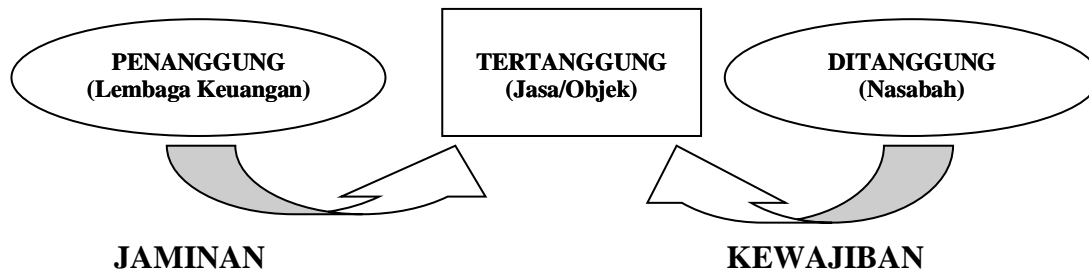 PENANGGUNG
(Lembaga Keuangan)
TERTANGGUNG
(Jasa/Objek)
DITANGGUNG
(Nasabah)
JAMINAN
KEWAJIBAN